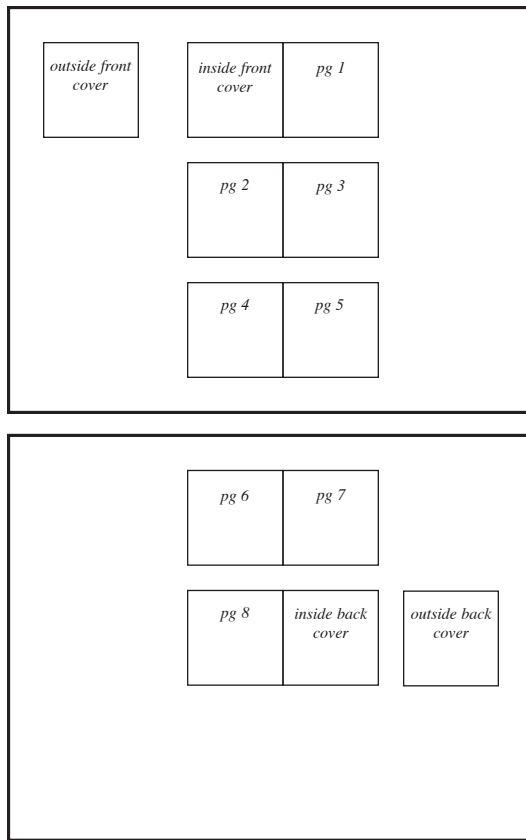 outside front
cover
inside front
cover
pg 1
pg 2
pg 3
pg 4
pg 5
pg 6
pg 7
pg 8
inside back
cover
outside back
cover